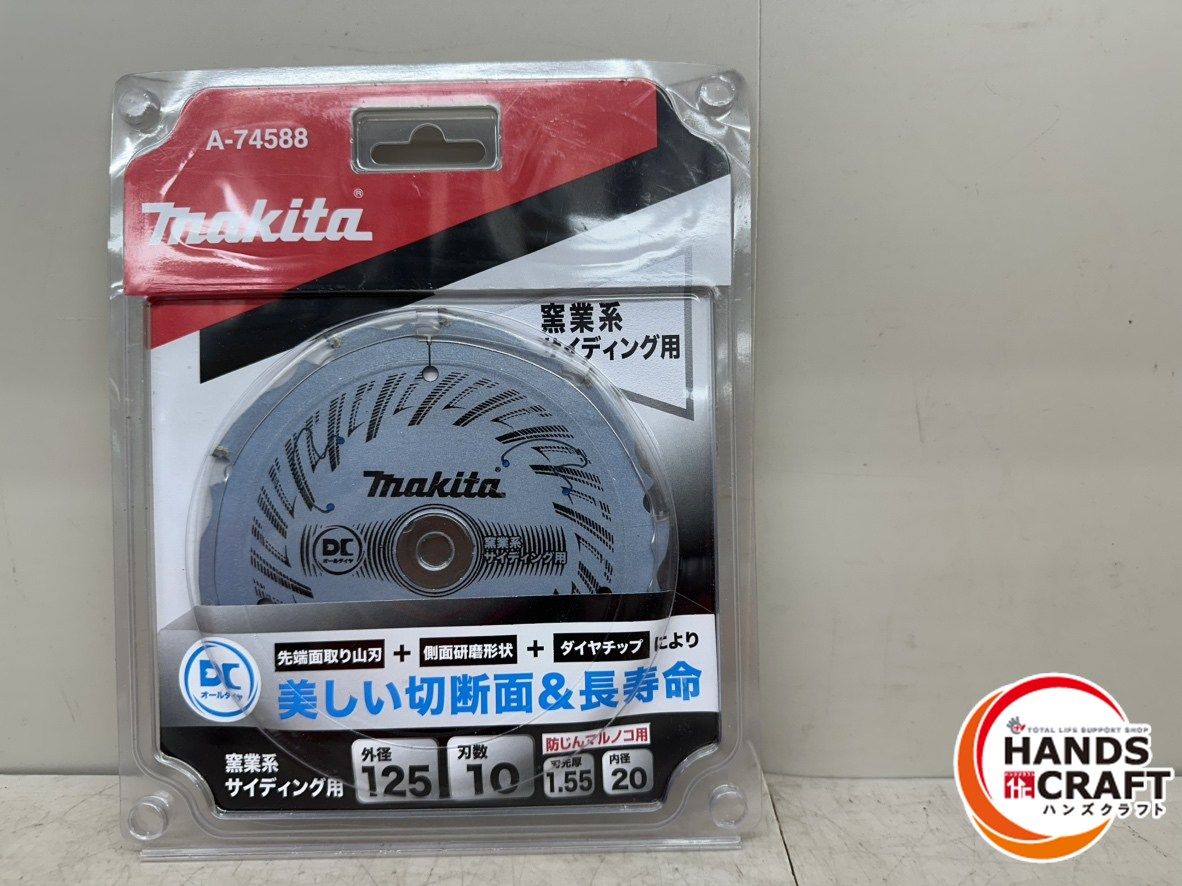 A-74588
makita®
窯業系
サイディング用
makita®
DC
オールダイヤ
窯業系
サイディング用
DC
オールダイヤ
先端面取り山刃 + 側面研磨形状 + ダイヤチップ により
美しい切断面&長寿命
窯業系
サイディング用
外径
125
刃数
10
防じんマルノコ用
刃先厚
1.55
内径
20
TOTAL LIFE SUPPORT SHOP
HANDS
CRAFT
ハンズクラフト